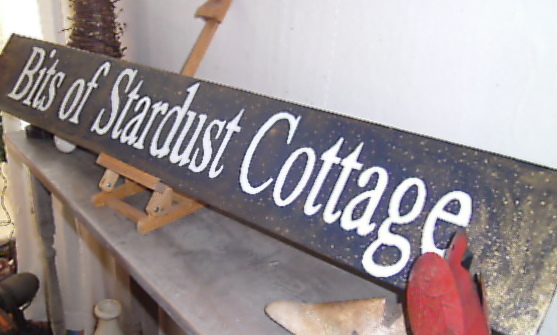 Bits of Stardust Cottage